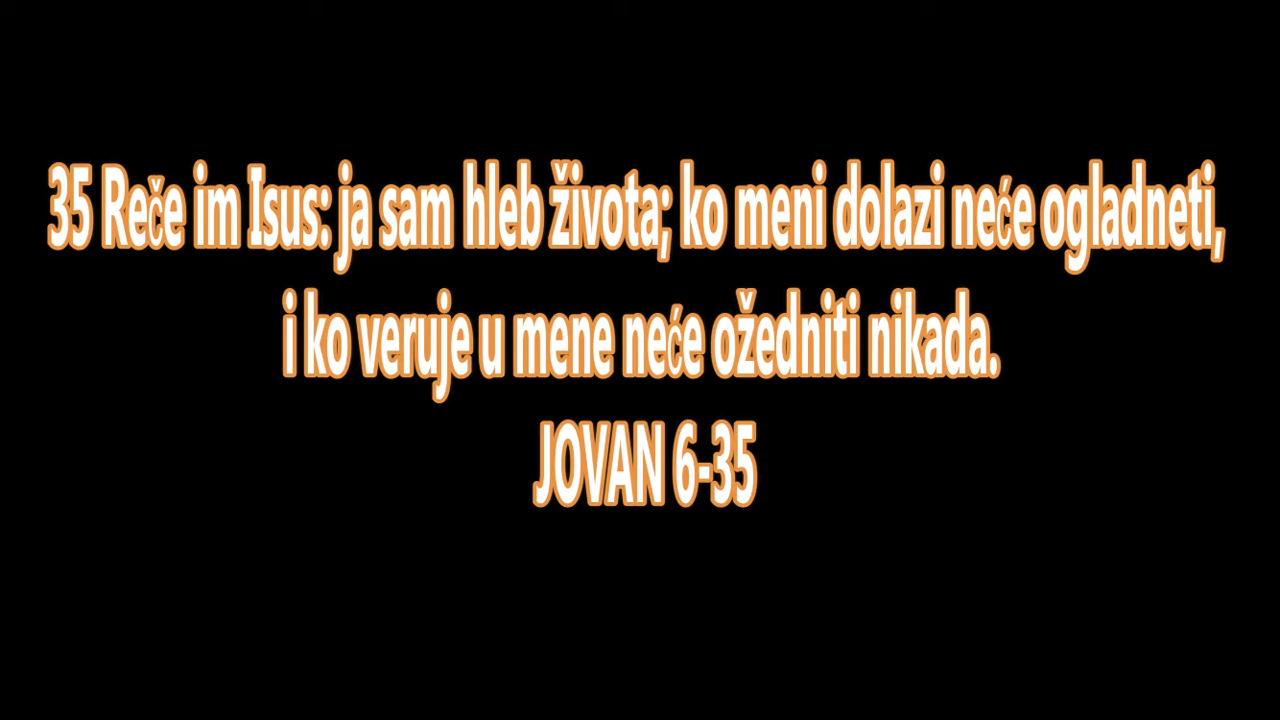 35 Reče im Isus: ja sam hleb života; ko meni dolazi neće ogladneti,
i ko veruje u mene neće ožedniti nikada.
JOVAN 6-35